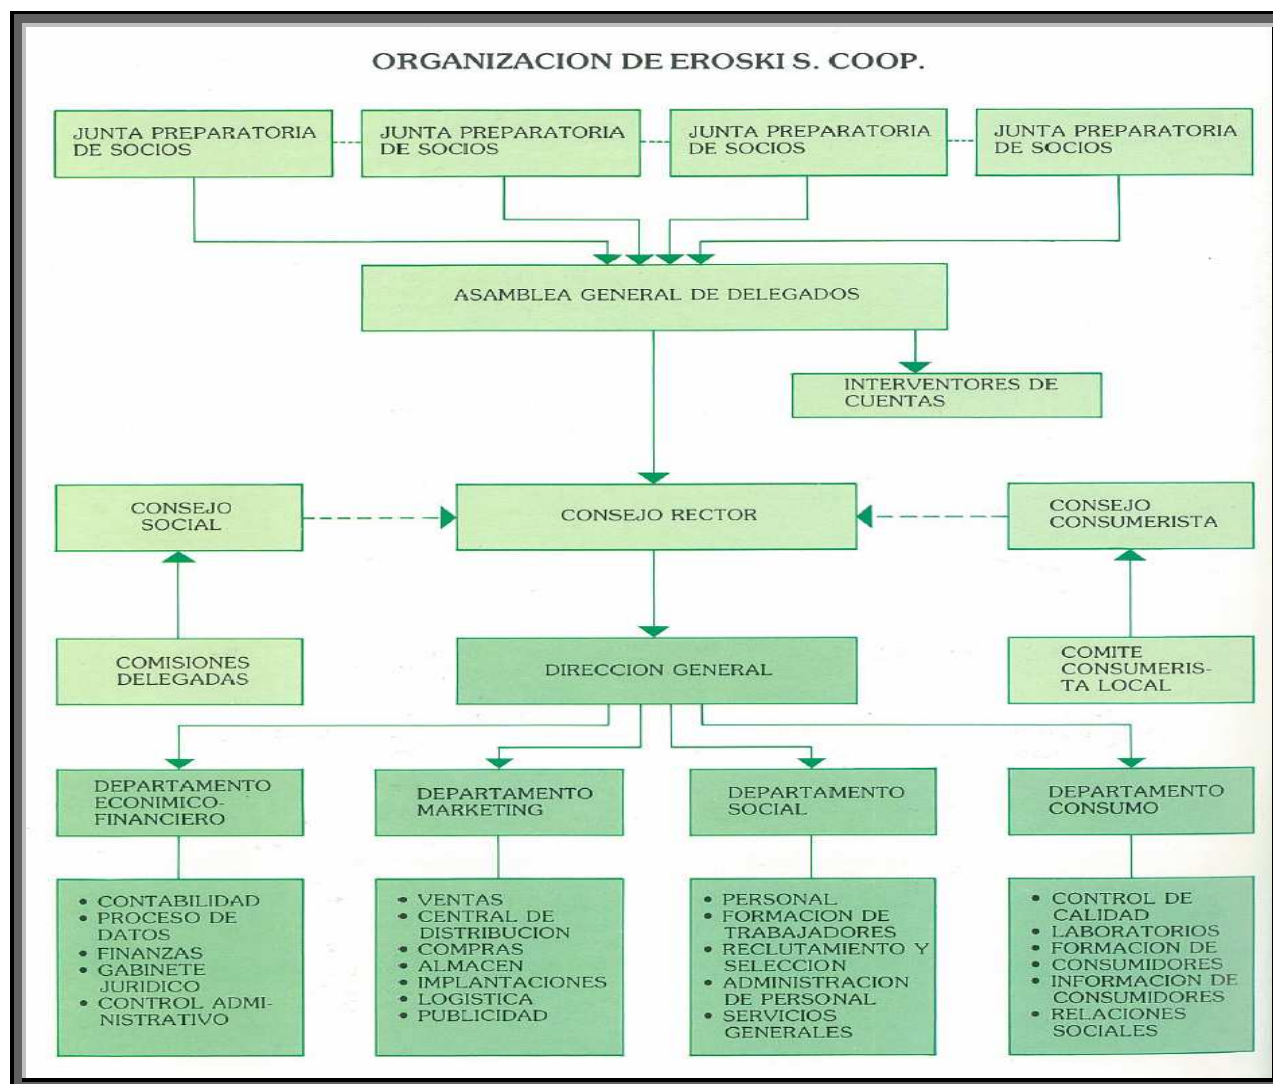 ORGANIZACION DE EROSKI S. COOP.
JUNTA PREPARATORIA
DE SOCIOS
JUNTA PREPARATORIA
DE SOCIOS
JUNTA PREPARATORIA
DE SOCIOS
JUNTA PREPARATORIA
DE SOCIOS
ASAMBLEA GENERAL DE DELEGADOS
INTERVENTORES DE
CUENTAS
CONSEJO
SOCIAL
CONSEJO RECTOR
CONSEJO
CONSUMERISTA
COMISIONES
DELEGADAS
DIRECCION GENERAL
COMITE
CONSUMERIS-
TA LOCAL
DEPARTAMENTO
ECONIMICO-
FINANCIERO
DEPARTAMENTO
MARKETING
DEPARTAMENTO
SOCIAL
DEPARTAMENTO
CONSUMO
• CONTABILIDAD
• PROCESO DE
DATOS
• FINANZAS
• GABINETE
JURIDICO
• CONTROL ADMI-
NISTRATIVO
• VENTAS
• CENTRAL DE
DISTRIBUCION
• COMPRAS
• ALMACEN
• IMPLANTACIONES
• LOGISTICA
• PUBLICIDAD
• PERSONAL
• FORMACION DE
TRABAJADORES
• RECLUTAMIENTO Y
SELECCION
• ADMINISTRACION
DE PERSONAL
• SERVICIOS
GENERALES
• CONTROL DE
CALIDAD
• LABORATORIOS
• FORMACION DE
• CONSUMIDORES
• INFORMACION DE
CONSUMIDORES
• RELACIONES
SOCIALES